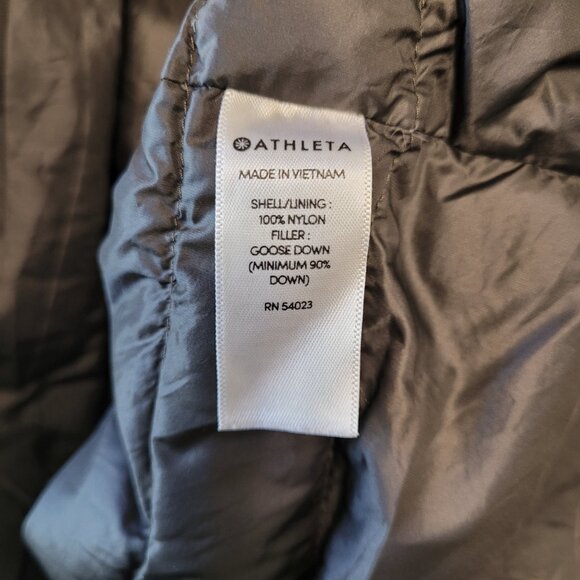 ATHLETA
MADE IN VIETNAM
SHELL/LINING :
100% NYLON
FILLER :
GOOSE DOWN
(MINIMUM 90%
DOWN)
RN 54023